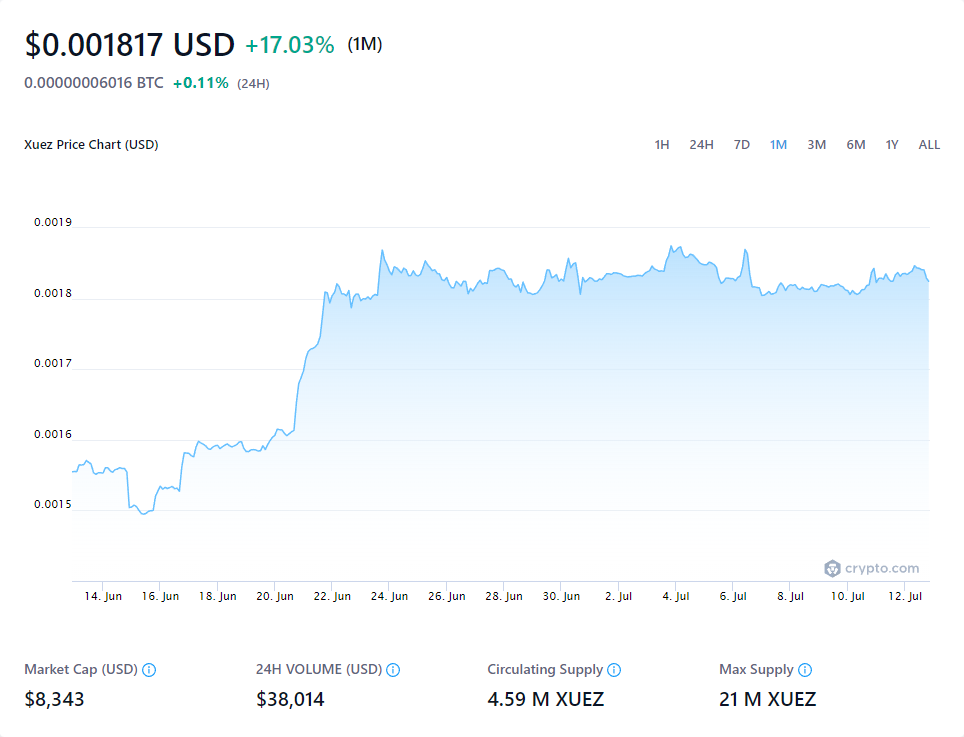 $0.001817 USD +17.03% (1M)
0.00000006016 BTC +0.11% (24H)
Xuez Price Chart (USD) 1H 24H 7D 1M 3M 6M 1Y ALL
0.0019
0.0018
0.0017
0.0016
0.0015
crypto.com
14. Jun 16. Jun 18. Jun 20. Jun 22. Jun 24. Jun 26. Jun 28. Jun 30. Jun 2. Jul 4. Jul 6. Jul 8. Jul 10. Jul 12. Jul
Market Cap (USD) 24H VOLUME (USD) Circulating Supply Max Supply
$8,343 $38,014 4.59 M XUEZ 21 M XUEZ